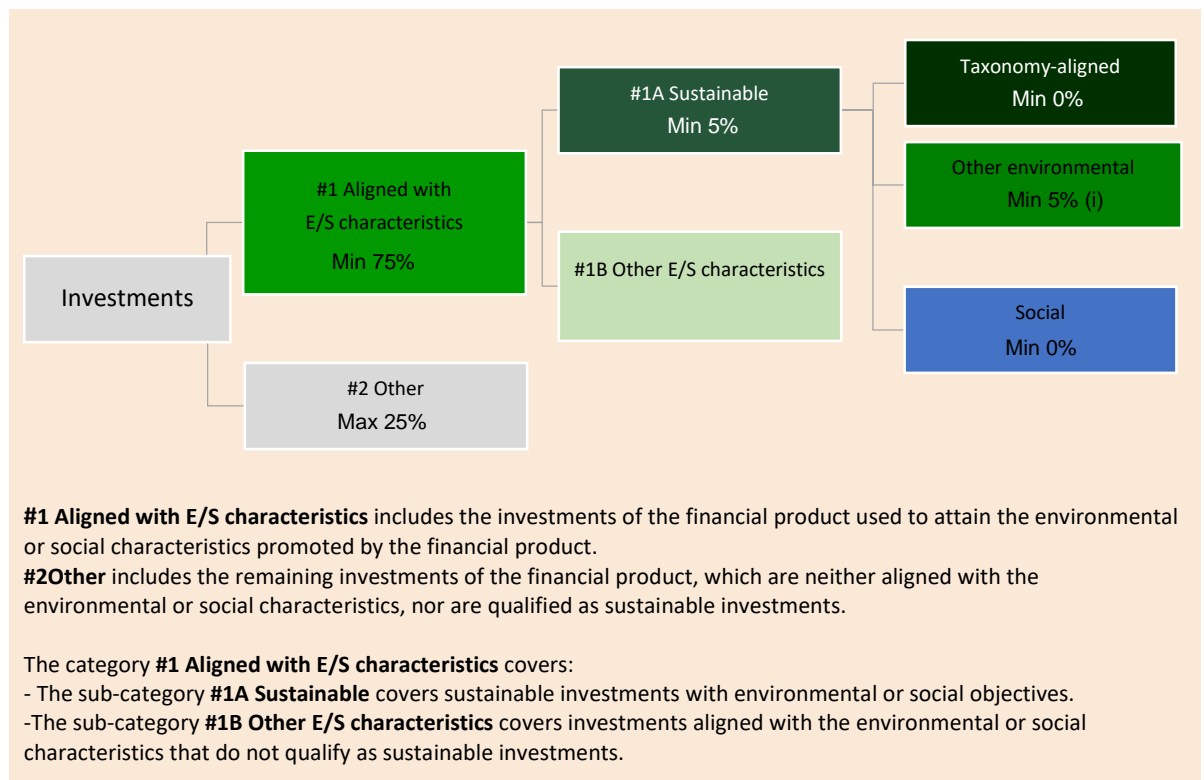 Investments
#1 Aligned with
E/S characteristics
Min 75%
#2 Other
Max 25%
#1A Sustainable
Min 5%
#1B Other E/S characteristics
Taxonomy-aligned
Min 0%
Other environmental
Min 5% (i)
Social
Min 0%
#1 Aligned with E/S characteristics includes the investments of the financial product used to attain the environmental
or social characteristics promoted by the financial product.
#2Other includes the remaining investments of the financial product, which are neither aligned with the
environmental or social characteristics, nor are qualified as sustainable investments.
The category #1 Aligned with E/S characteristics covers:
- The sub-category #1A Sustainable covers sustainable investments with environmental or social objectives.
-The sub-category #1B Other E/S characteristics covers investments aligned with the environmental or social
characteristics that do not qualify as sustainable investments.